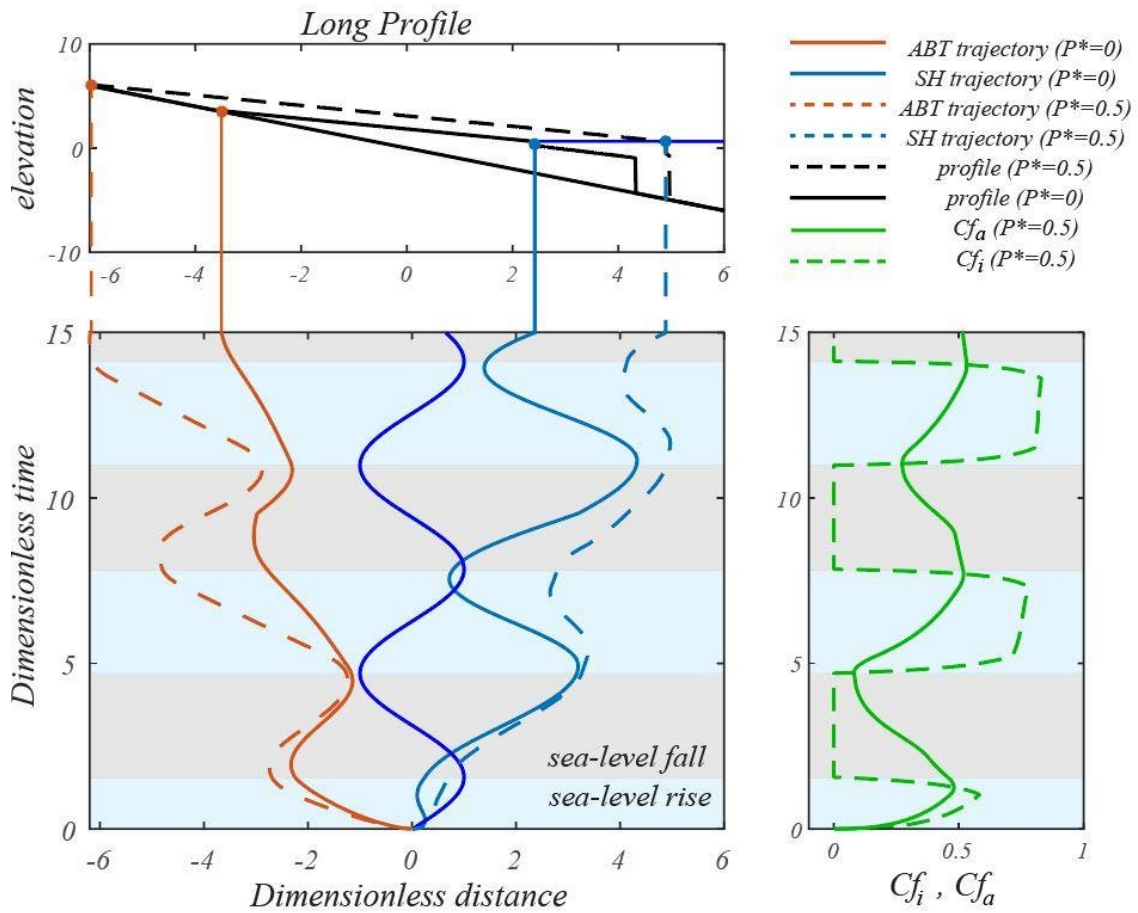 Long Profile
10
0
-10
elevation
-6 -4 -2 0 2 4 6
ABT trajectory (P*=0)
SH trajectory (P*=0)
ABT trajectory (P*=0.5)
SH trajectory (P*=0.5)
profile (P*=0.5)
profile (P*=0)
Cfa (P*=0.5)
Cfi (P*=0.5)
15
10
5
0
Dimensionless time
sea-level fall
sea-level rise
-6 -4 -2 0 2 4 6
Dimensionless distance
15
10
5
0
0 0.5 1
Cfi , Cfa